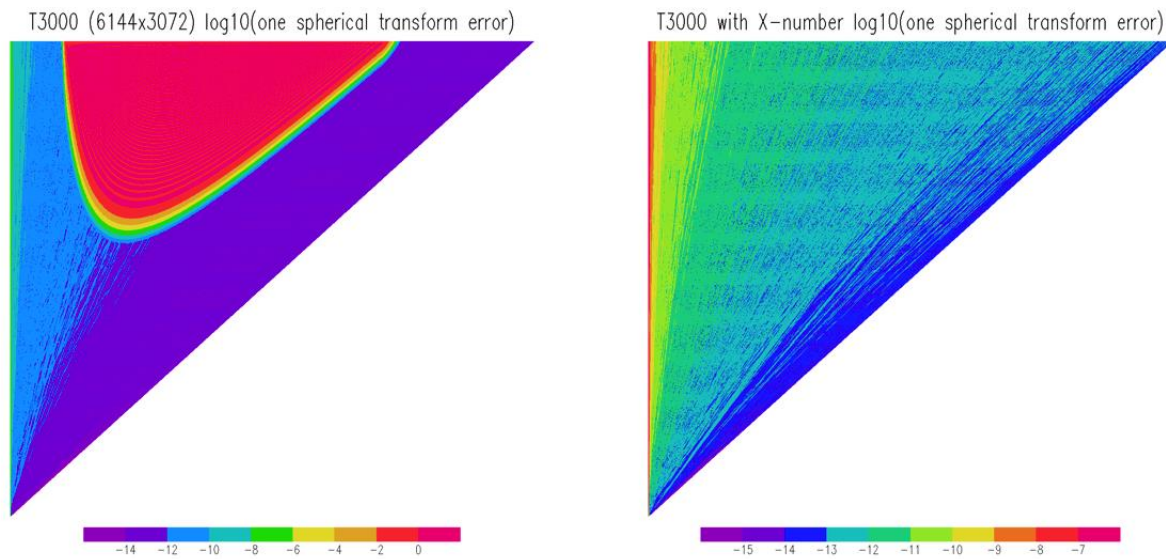 T3000 (6144x3072) log10(one spherical transform error)
T3000 with X-number log10(one spherical transform error)
-14 -12 -10 -8 -6 -4 -2 0
-15 -14 -13 -12 -11 -10 -9 -8 -7